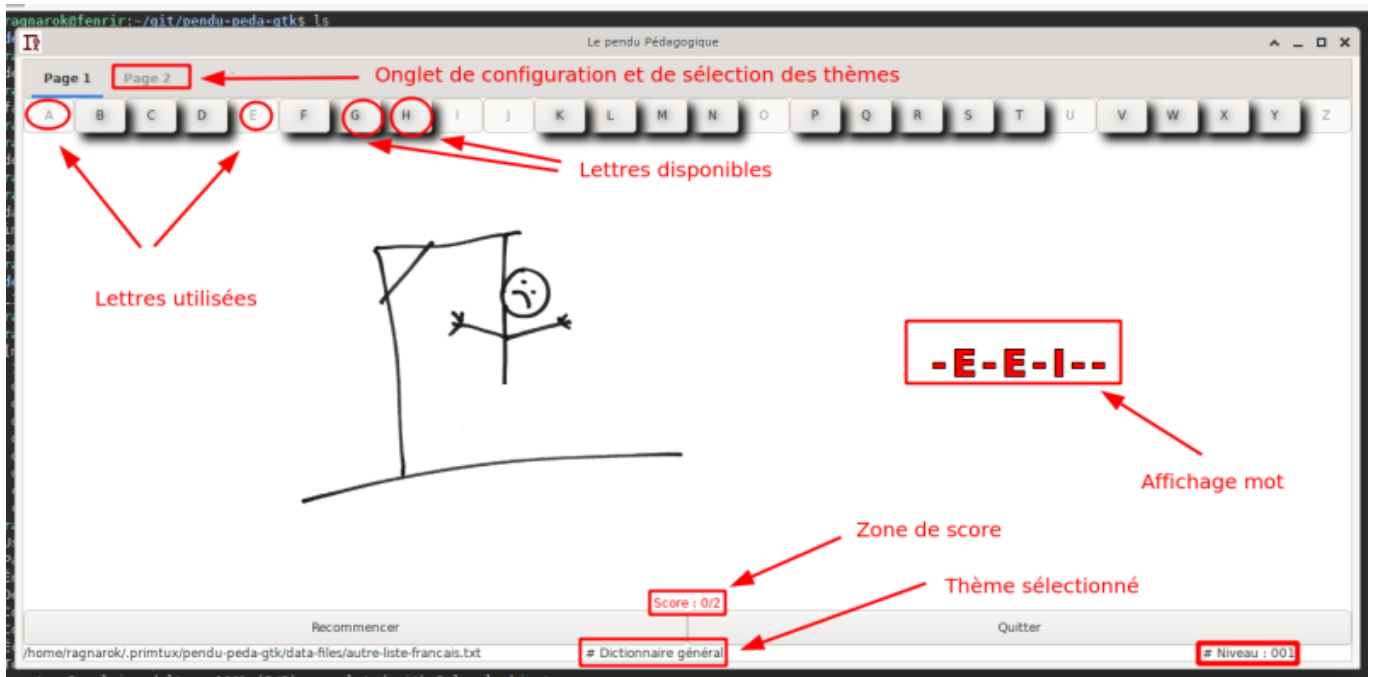 ragnarok@fenrir:~/git/pendu-peda-gtk$ ls
Le pendu Pédagogique
Page 1 Page 2 Onglet de configuration et de sélection des thèmes
A B C D E F G H I J K L M N O P Q R S T U V W X Y Z
Lettres disponibles
Lettres utilisées
-E-E-I--
Affichage mot
Zone de score
Thème sélectionné
Score : 0/2
Recommencer Quitter
/home/ragnarok/.primtux/pendu-peda-gtk/data-files/autre-liste-francais.txt # Dictionnaire général # Niveau : 001